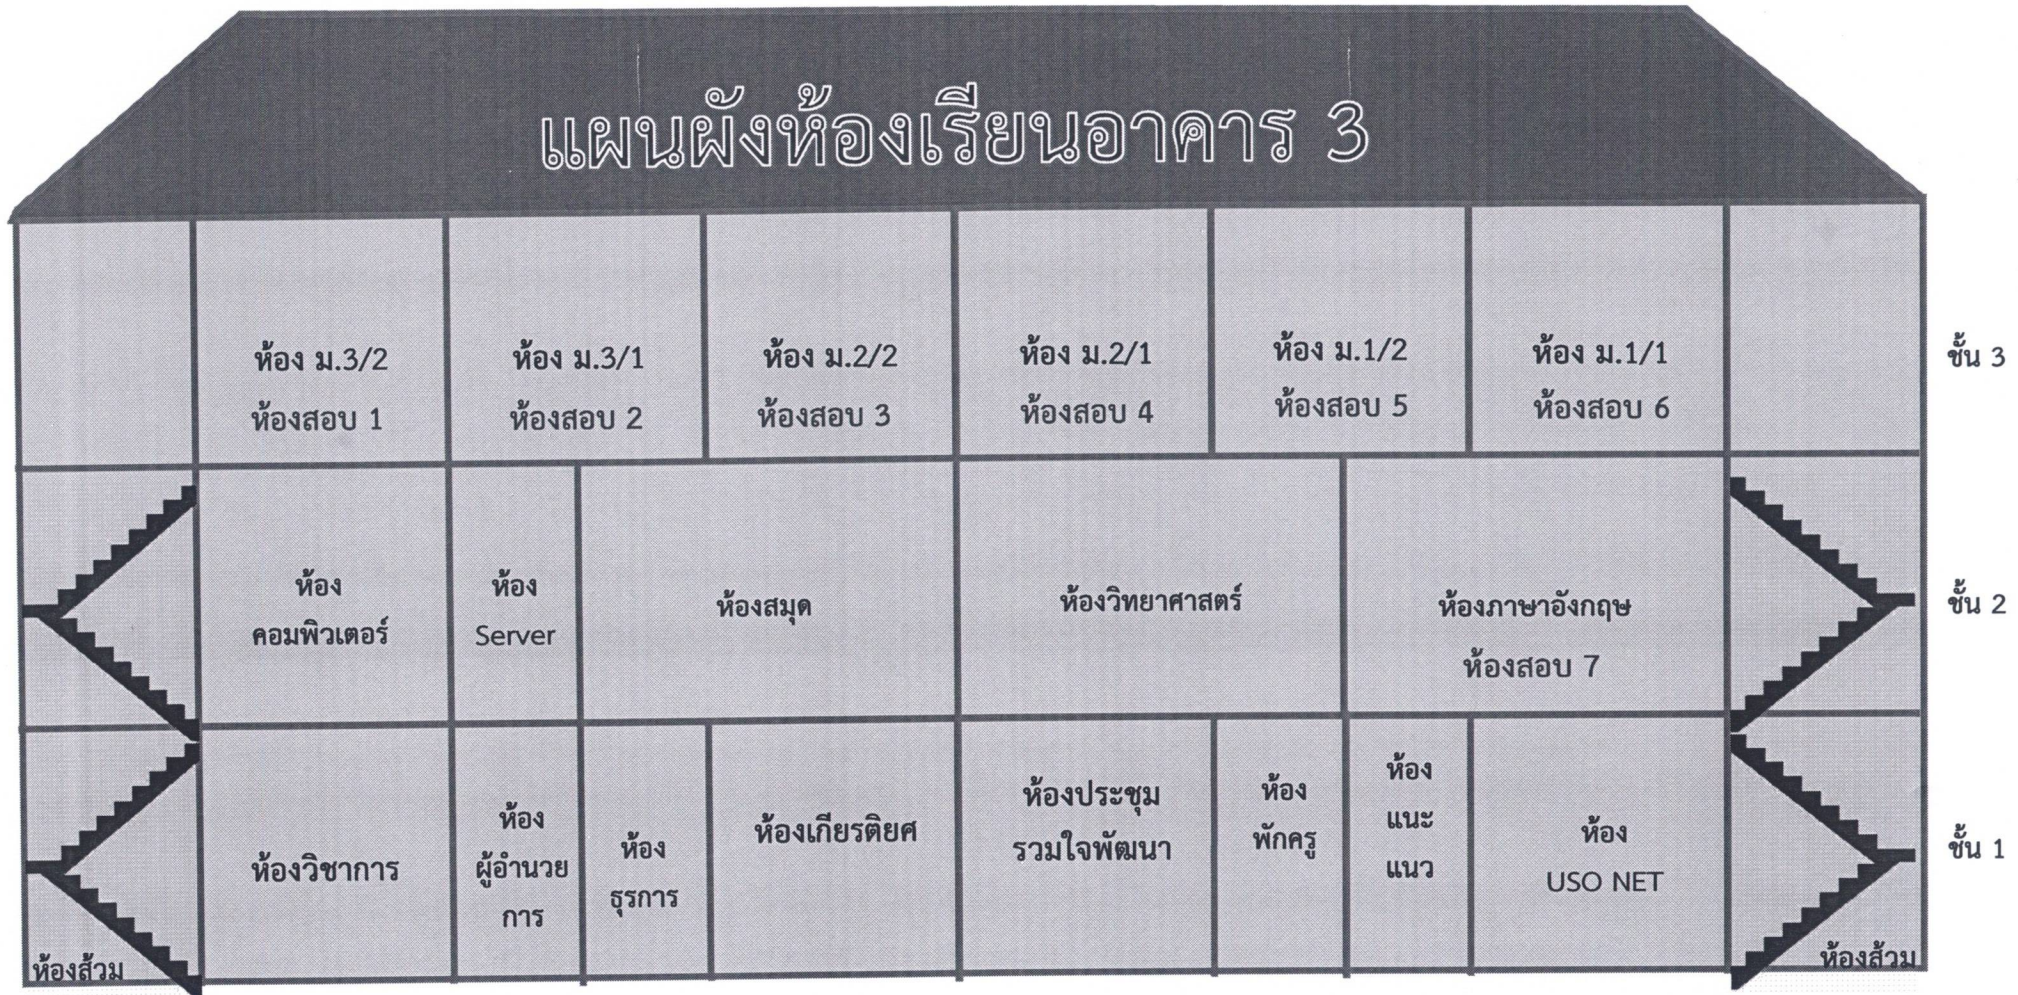 แผนผังห้องเรียนอาคาร 3
ห้อง ม.3/2
ห้องสอบ 1
ห้อง ม.3/1
ห้องสอบ 2
ห้อง ม.2/2
ห้องสอบ 3
ห้อง ม.2/1
ห้องสอบ 4
ห้อง ม.1/2
ห้องสอบ 5
ห้อง ม.1/1
ห้องสอบ 6
ชั้น 3
ห้อง
คอมพิวเตอร์
ห้อง
Server
ห้องสมุด
ห้องวิทยาศาสตร์
ห้องภาษาอังกฤษ
ห้องสอบ 7
ชั้น 2
ห้องส้วม
ห้องวิชาการ
ห้อง
ผู้อำนวย
การ
ห้อง
ธุรการ
ห้องเกียรติยศ
ห้องประชุม
รวมใจพัฒนา
ห้อง
พักครู
ห้อง
แนะ
แนว
ห้อง
USO NET
ห้องส้วม
ชั้น 1